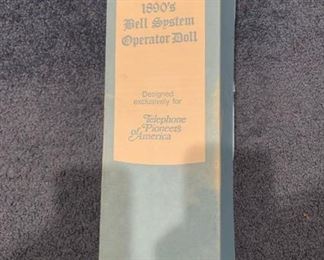 1890's
Bell System
Operator Doll
Designed
exclusively for
Telephone
Pioneers
of
America